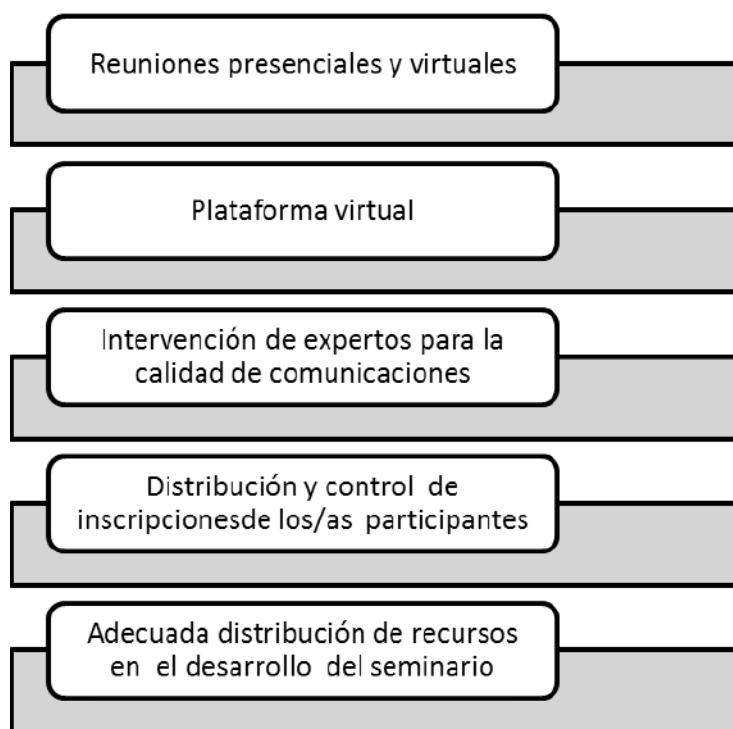 Reuniones presenciales y virtuales
Plataforma virtual
Intervención de expertos para la
calidad de comunicaciones
Distribución y control de
inscripcionesde los/as participantes
Adecuada distribución de recursos
en el desarrollo del seminario